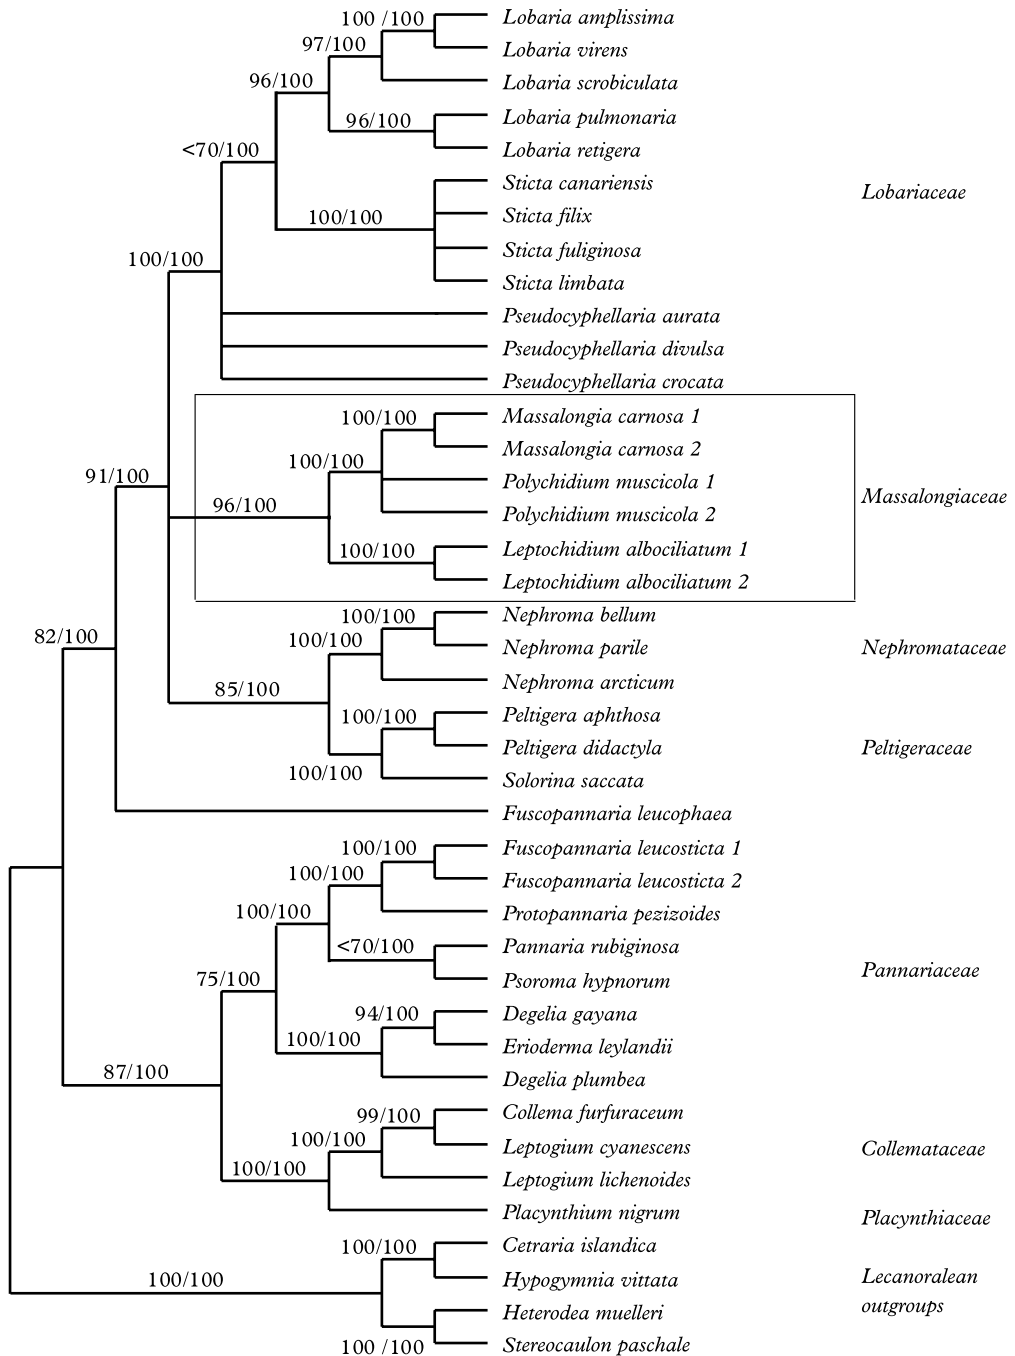 100 /100
Lobaria amplissima
97/100
Lobaria virens
96/100
Lobaria scrobiculata
96/100
Lobaria pulmonaria
<70/100
Lobaria retigera
Sticta canariensis
Lobariaceae
100/100
Sticta filix
Sticta fuliginosa
100/100
Sticta limbata
Pseudocyphellaria aurata
Pseudocyphellaria divulsa
Pseudocyphellaria crocata
100/100
Massalongia carnosa 1
Massalongia carnosa 2
100/100
91/100
Polychidium muscicola 1
Massalongiaceae
96/100
Polychidium muscicola 2
100/100
Leptochidium albociliatum 1
Leptochidium albociliatum 2
100/100
Nephroma bellum
82/100
100/100
Nephroma parile
Nephromataceae
85/100
Nephroma arcticum
100/100
Peltigera aphthosa
Peltigera didactyla
Peltigeraceae
100/100
Solorina saccata
Fuscopannaria leucophaea
100/100
Fuscopannaria leucosticta 1
100/100
Fuscopannaria leucosticta 2
100/100
Protopannaria pezizoides
<70/100
Pannaria rubiginosa
75/100
Psoroma hypnorum
Pannariaceae
94/100
Degelia gayana
100/100
Erioderma leylandii
87/100
Degelia plumbea
99/100
Collema furfuraceum
100/100
Leptogium cyanescens
Collemataceae
100/100
Leptogium lichenoides
Placynthium nigrum
Placynthiaceae
100/100
Cetraria islandica
100/100
Hypogymnia vittata
Lecanoralean
outgroups
Heterodea muelleri
100 /100
Stereocaulon paschale